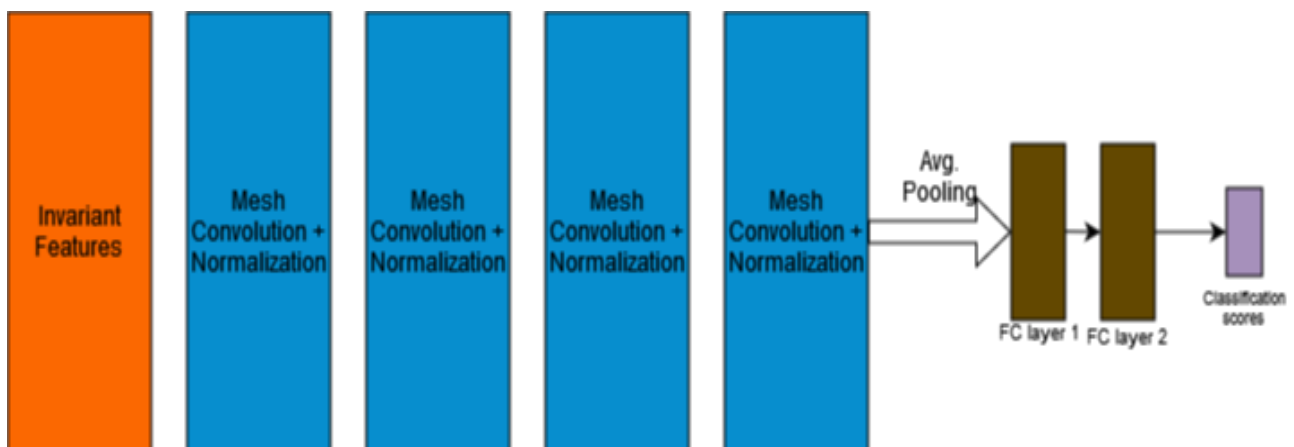 Invariant
Features
Mesh
Convolution +
Normalization
Mesh
Convolution +
Normalization
Mesh
Convolution +
Normalization
Mesh
Convolution +
Normalization
Avg.
Pooling
FC layer 1
FC layer 2
Classification
scores